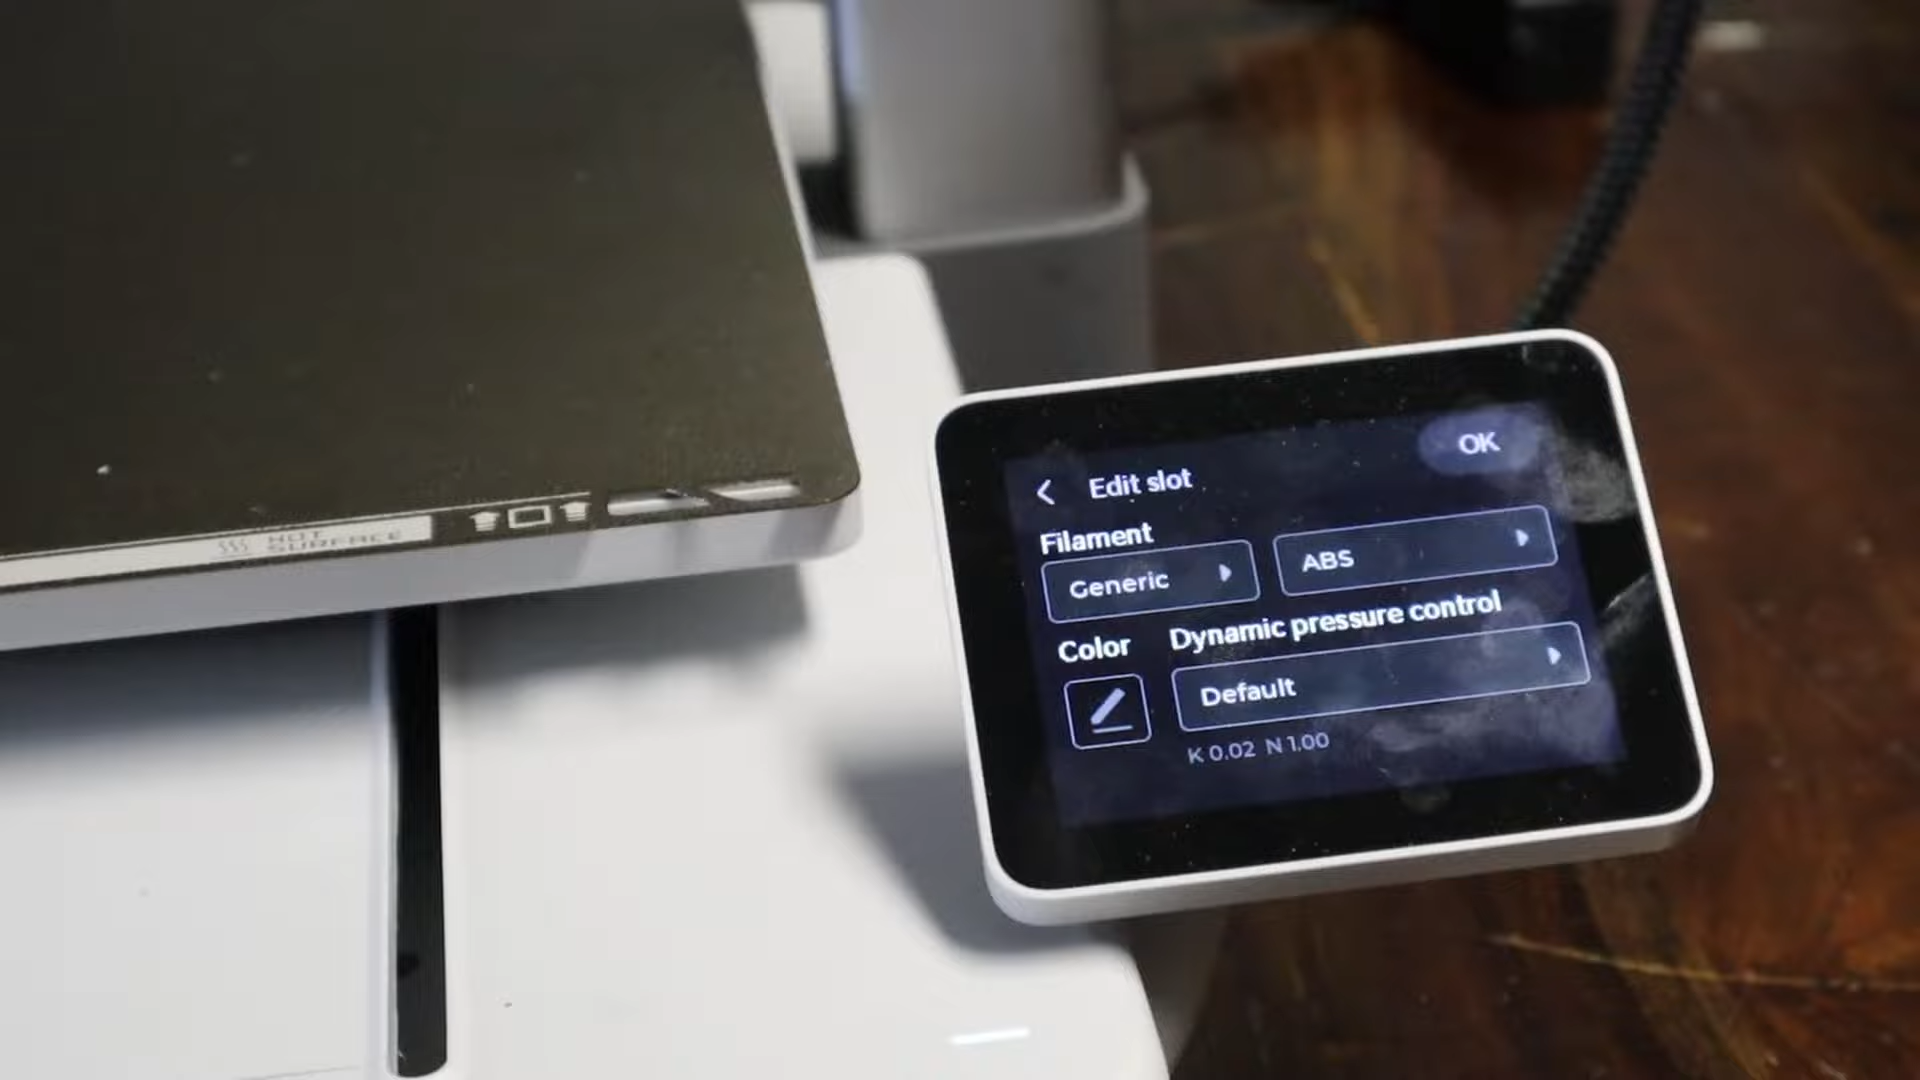 HOT
SURFACE
OK
Edit slot
Filament
Generic
ABS
Color
Dynamic pressure control
Default
K 0.02 N 1.00